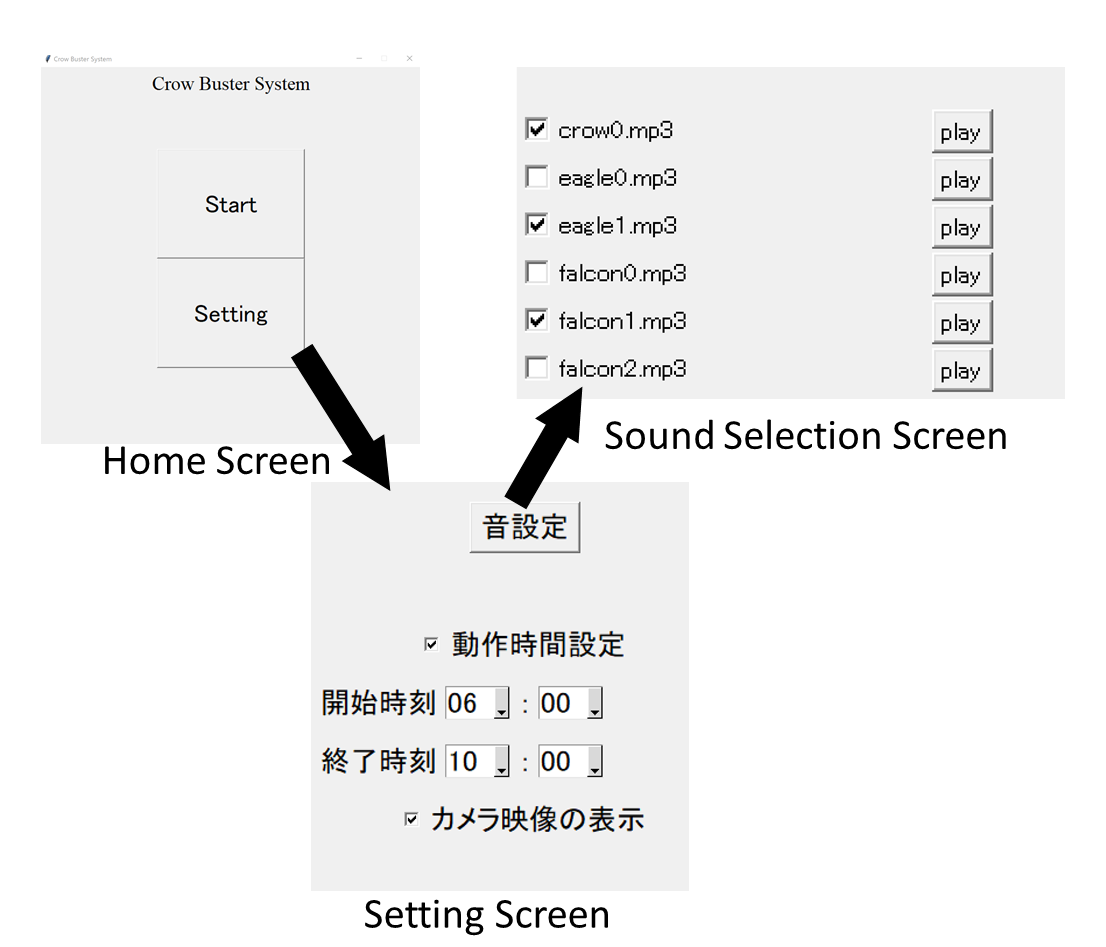 Crow Buster System
Crow Buster System
Start
Setting
Home Screen
crow0.mp3 play
eagle0.mp3 play
eagle1.mp3 play
falcon0.mp3 play
falcon1.mp3 play
falcon2.mp3 play
Sound Selection Screen
音設定
動作時間設定
開始時刻 06 : 00
終了時刻 10 : 00
カメラ映像の表示
Setting Screen